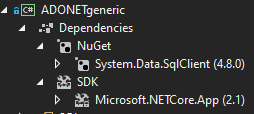 C# ADONETgeneric
Dependencies
NuGet
System.Data.SqlClient (4.8.0)
SDK
Microsoft.NETCore.App (2.1)